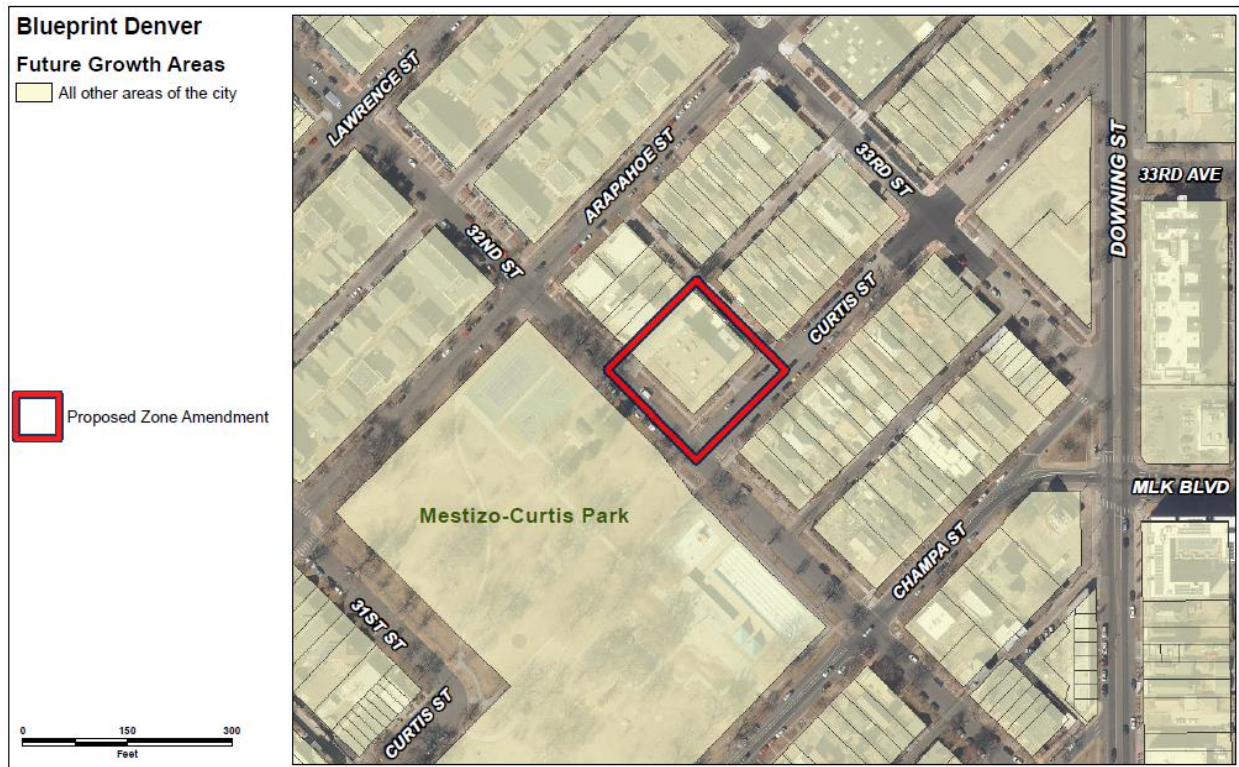 Blueprint Denver
Future Growth Areas
All other areas of the city
Proposed Zone Amendment
0 150 300
Feet
LAWRENCE ST
ARAPAHOE ST
32ND ST
33RD ST
DOWNING ST
33RD AVE
CURTIS ST
Mestizo-Curtis Park
MLK BLVD
CHAMPA ST
31ST ST
CURTIS ST